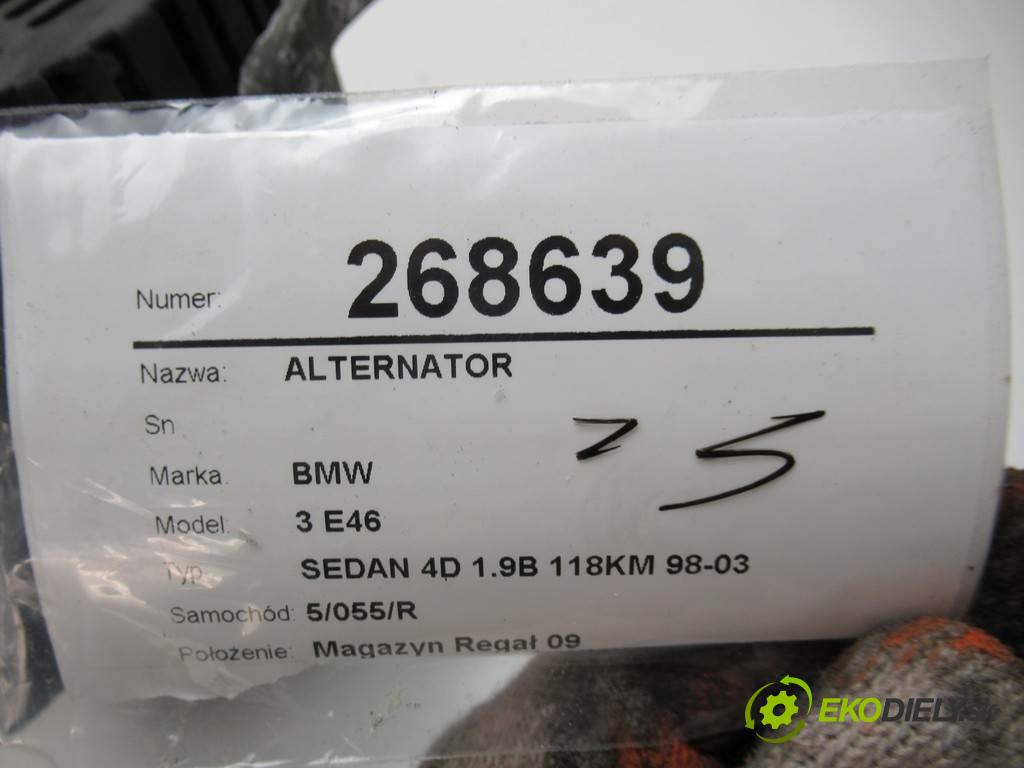 Numer: 268639
Nazwa: ALTERNATOR
Sn
Marka: BMW
Model: 3 E46
Typ: SEDAN 4D 1.9B 118KM 98-03
Samochód: 5/055/R
Położenie: Magazyn Regał 09
EKODIELY